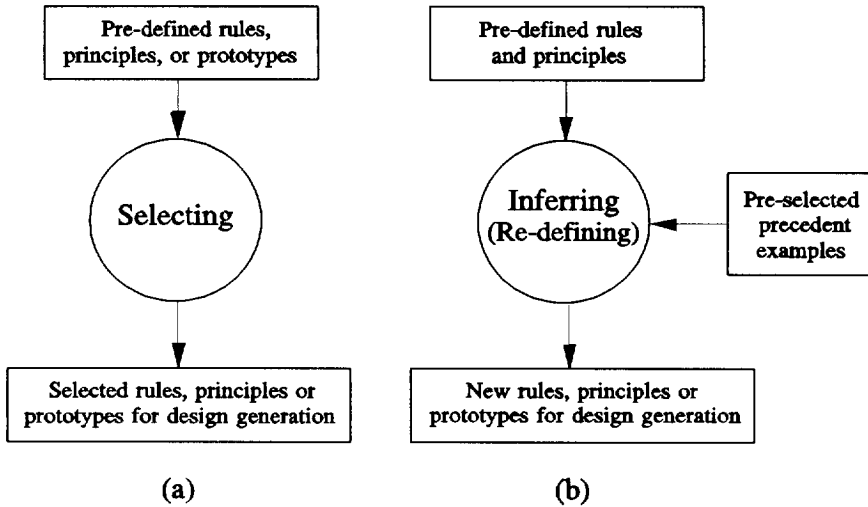 Pre-defined rules,
principles, or prototypes
Selecting
Selected rules, principles or
prototypes for design generation
(a)
Pre-defined rules
and principles
Inferring
(Re-defining)
Pre-selected
precedent
examples
New rules, principles or
prototypes for design generation
(b)